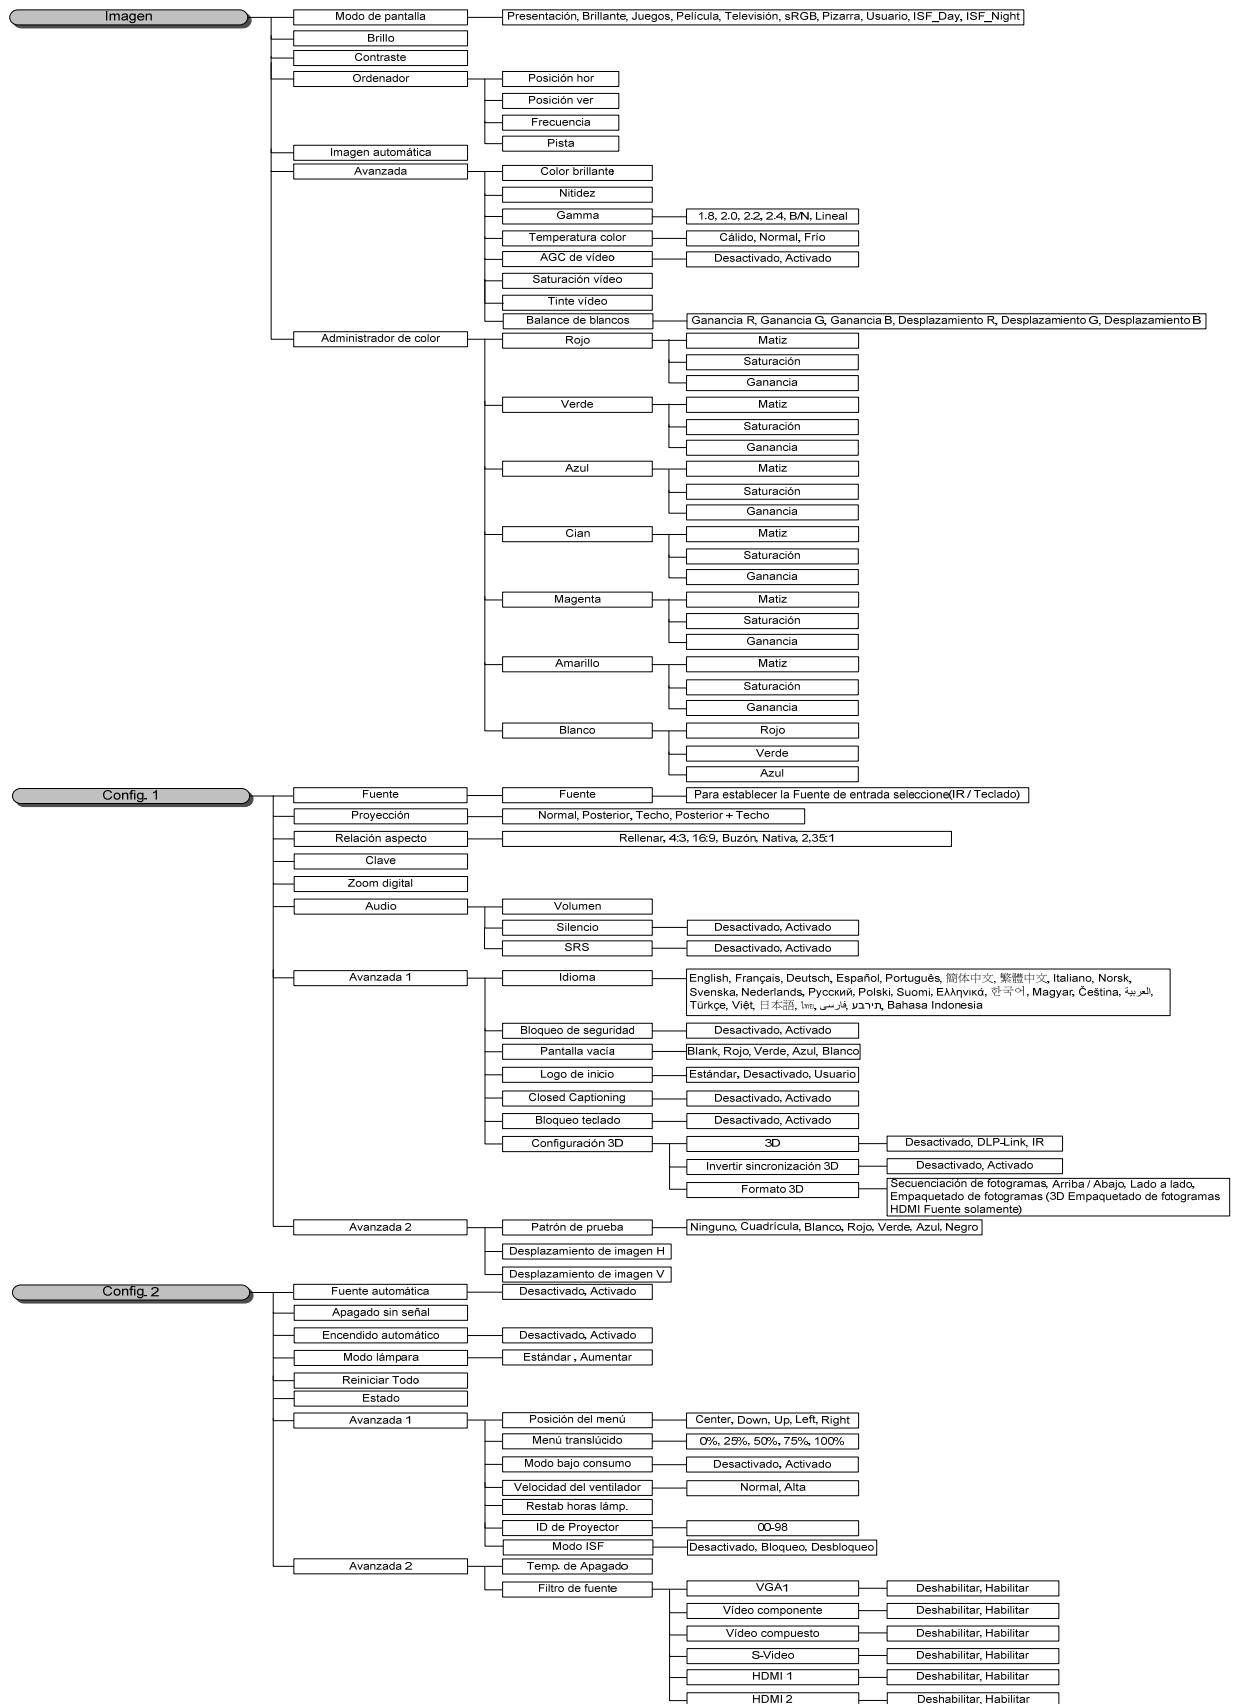 Imagen
Modo de pantalla
Presentación, Brillante, Juegos, Película, Televisión, sRGB, Pizarra, Usuario, ISF_Day, ISF_Night
Brillo
Contraste
Ordenador
Posición hor
Posición ver
Frecuencia
Pista
Imagen automática
Avanzada
Color brillante
Nitidez
Gamma
1.8, 2.0, 2.2, 2.4, B/N, Lineal
Temperatura color
Cálido, Normal, Frío
AGC de vídeo
Desactivado, Activado
Saturación vídeo
Tinte vídeo
Balance de blancos
Ganancia R, Ganancia G, Ganancia B, Desplazamiento R, Desplazamiento G, Desplazamiento B
Administrador de color
Rojo
Matiz
Saturación
Ganancia
Verde
Matiz
Saturación
Ganancia
Azul
Matiz
Saturación
Ganancia
Cian
Matiz
Saturación
Ganancia
Magenta
Matiz
Saturación
Ganancia
Amarillo
Matiz
Saturación
Ganancia
Blanco
Rojo
Verde
Azul
Config. 1
Fuente
Fuente
Para establecer la Fuente de entrada seleccione(IR / Teclado)
Proyección
Normal, Posterior, Techo, Posterior + Techo
Relación aspecto
Rellenar, 4:3, 16:9, Buzón, Nativa, 2,35:1
Clave
Zoom digital
Audio
Volumen
Silencio
Desactivado, Activado
SRS
Desactivado, Activado
Avanzada 1
Idioma
English, Français, Deutsch, Español, Português, 簡体中文, 繁體中文, Italiano, Norsk,
Svenska, Nederlands, Русский, Polski, Suomi, Ελληνικά, 한국어, Magyar, Čeština, العربية,
Türkçe, Việt, 日本語, ไทย, فارسی, תירבע, Bahasa Indonesia
Bloqueo de seguridad
Desactivado, Activado
Pantalla vacía
Blank, Rojo, Verde, Azul, Blanco
Logo de inicio
Estándar, Desactivado, Usuario
Closed Captioning
Desactivado, Activado
Bloqueo teclado
Desactivado, Activado
Configuración 3D
3D
Desactivado, DLP-Link, IR
Invertir sincronización 3D
Desactivado, Activado
Formato 3D
Secuenciación de fotogramas, Arriba / Abajo, Lado a lado,
Empaquetado de fotogramas (3D Empaquetado de fotogramas
HDMI Fuente solamente)
Avanzada 2
Patrón de prueba
Ninguno, Cuadrícula, Blanco, Rojo, Verde, Azul, Negro
Desplazamiento de imagen H
Desplazamiento de imagen V
Config. 2
Fuente automática
Desactivado, Activado
Apagado sin señal
Encendido automático
Desactivado, Activado
Modo lámpara
Estándar , Aumentar
Reiniciar Todo
Estado
Avanzada 1
Posición del menú
Center, Down, Up, Left, Right
Menú translúcido
0%, 25%, 50%, 75%, 100%
Modo bajo consumo
Desactivado, Activado
Velocidad del ventilador
Normal, Alta
Restab horas lámp.
ID de Proyector
00-98
Modo ISF
Desactivado, Bloqueo, Desbloqueo
Avanzada 2
Temp. de Apagado
Filtro de fuente
VGA1
Deshabilitar, Habilitar
Vídeo componente
Deshabilitar, Habilitar
Vídeo compuesto
Deshabilitar, Habilitar
S-Video
Deshabilitar, Habilitar
HDMI 1
Deshabilitar, Habilitar
HDMI 2
Deshabilitar, Habilitar